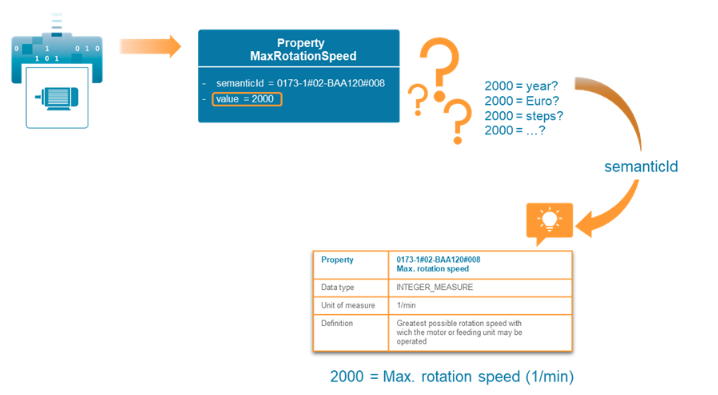 0 1 0 1 0
1 0 1
Property
MaxRotationSpeed
- semanticId = 0173-1#02-BAA120#008
- value = 2000
2000 = year?
2000 = Euro?
2000 = steps?
2000 = ...?
? ? ?
semanticId
Property
0173-1#02-BAA120#008
Max. rotation speed
Data type
INTEGER_MEASURE
Unit of measure
1/min
Definition
Greatest possible rotation speed with
wich the motor or feeding unit may be
operated
2000 = Max. rotation speed (1/min)